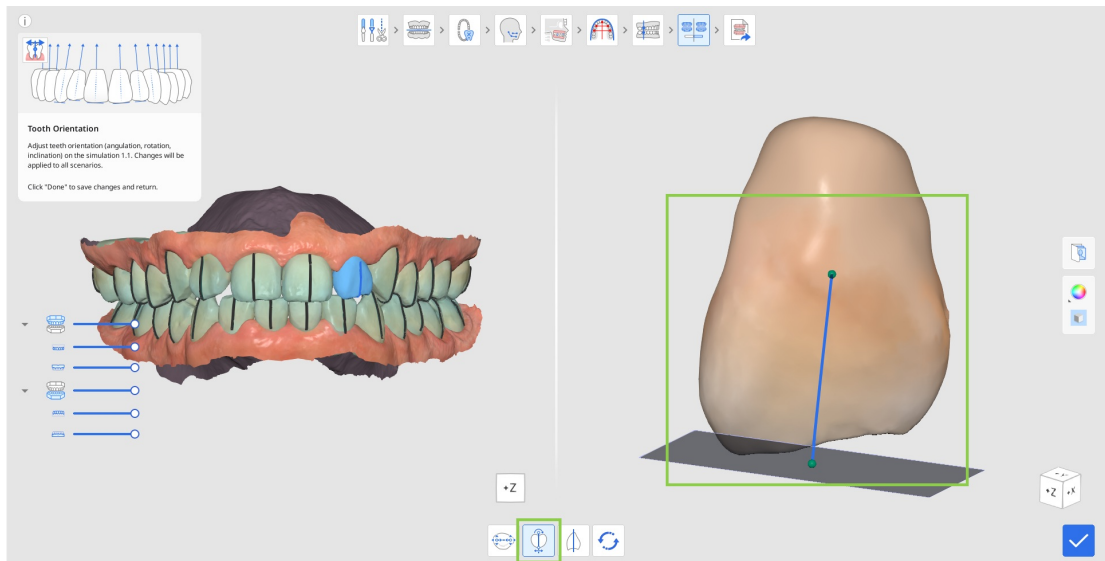 Tooth Orientation
Adjust teeth orientation (angulation, rotation,
inclination) on the simulation 1.1. Changes will be
applied to all scenarios.
Click "Done" to save changes and return.
+Z
+Z
+X